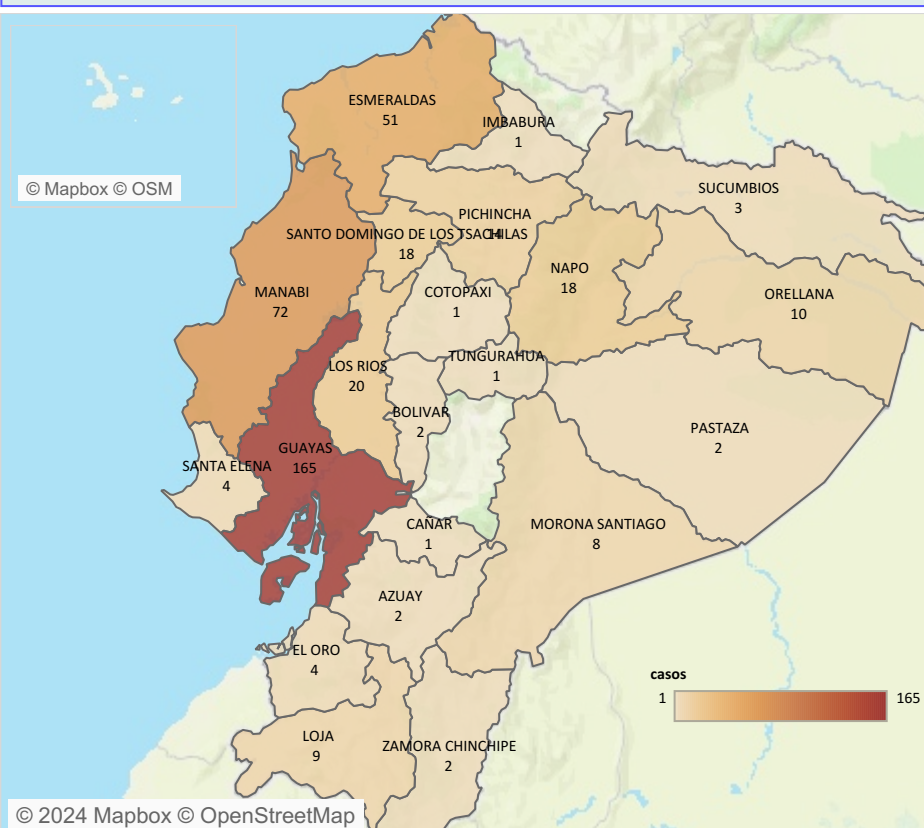 © Mapbox © OSM
ESMERALDAS
51
IMBABURA
1
SUCUMBIOS
3
PICHINCHA
SANTO DOMINGO DE LOS TSACHILAS
18
NAPO
18
MANABI
72
COTOPAXI
1
ORELLANA
10
TUNGURAHUA
1
LOS RIOS
20
BOLIVAR
2
PASTAZA
2
GUAYAS
165
SANTA ELENA
4
CAÑAR
1
MORONA SANTIAGO
8
AZUAY
2
EL ORO
4
casos
1
165
LOJA
9
ZAMORA CHINCHIPE
2
© 2024 Mapbox © OpenStreetMap